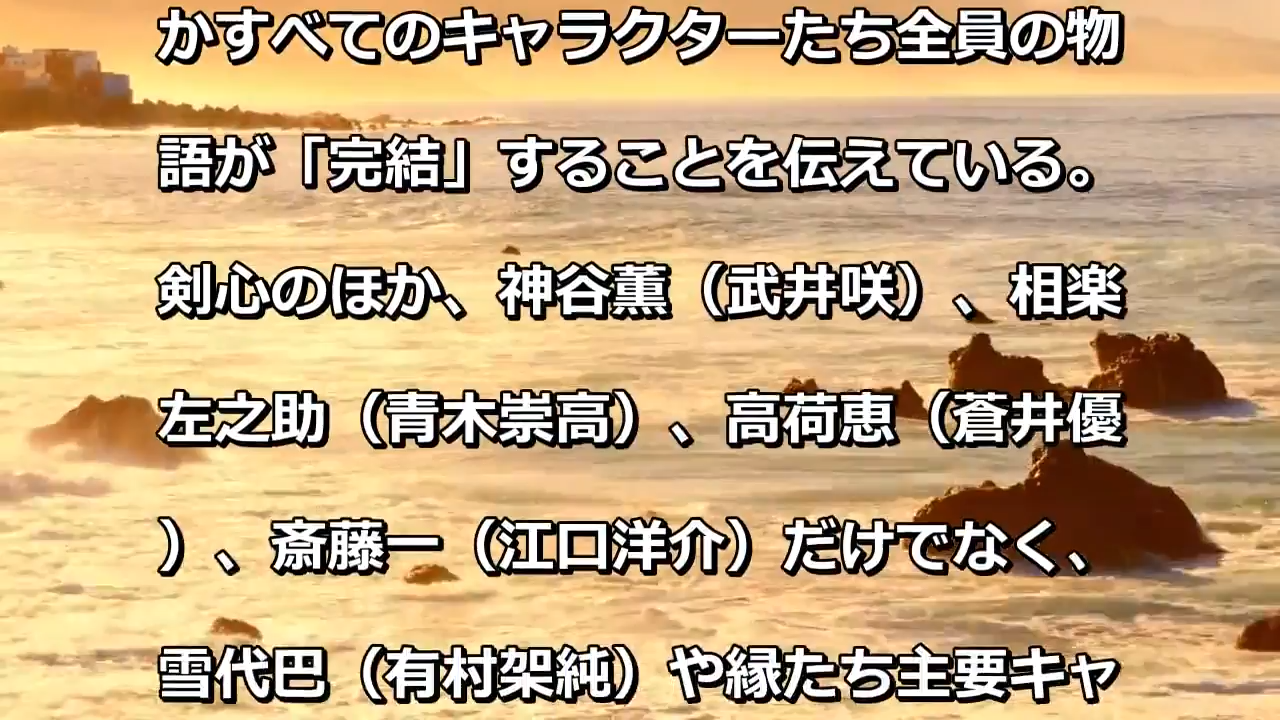 かすべてのキャラクターたち全員の物
語が「完結」することを伝えている。
剣心のほか、神谷薫（武井咲）、相楽
左之助（青木崇高）、高荷恵（蒼井優
）、斎藤一（江口洋介）だけでなく、
雪代巴（有村架純）や縁たち主要キャ